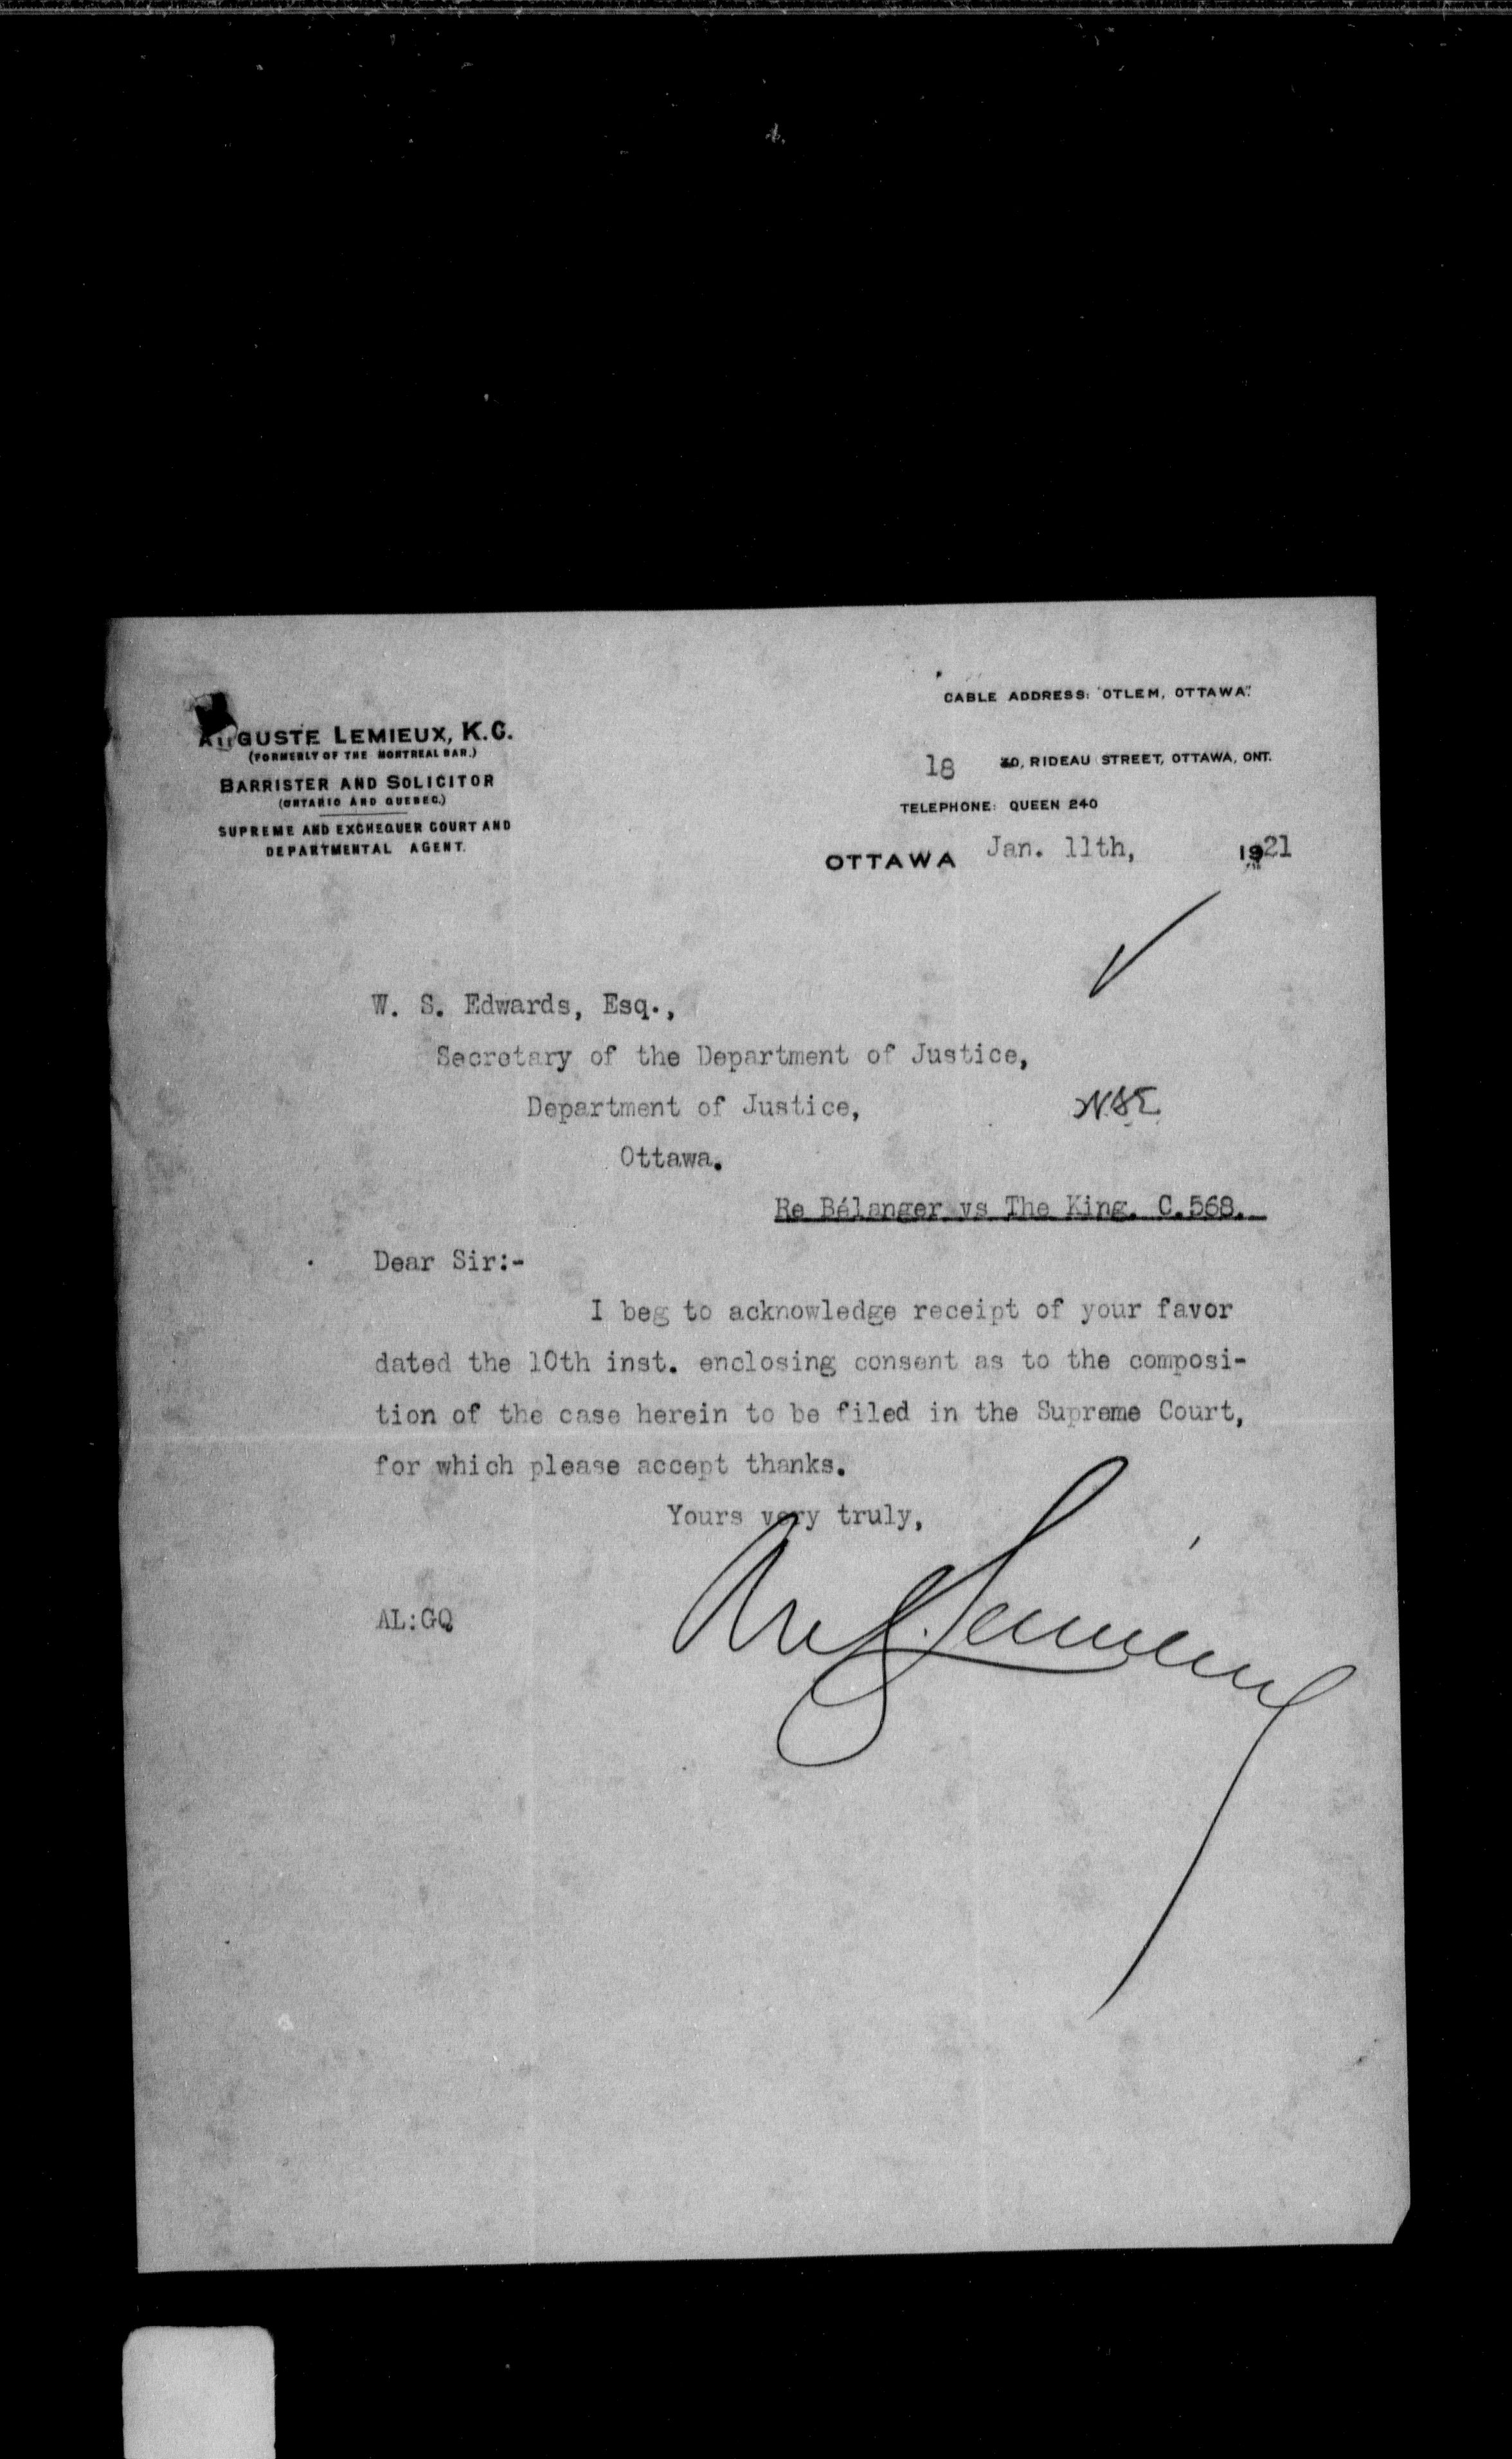 AUGUSTE LEMIEUX, K.C.
(FORMERLY OF THE MONTREAL BAR.)
BARRISTER AND SOLICITOR
(ONTARIO AND QUEBEC.)
SUPREME AND EXCHEQUER COURT AND
DEPARTMENTAL AGENT.
CABLE ADDRESS: "OTLEM, OTTAWA."
18 30, RIDEAU STREET, OTTAWA, ONT.
TELEPHONE: QUEEN 240
OTTAWA Jan. 11th, 1921
W. S. Edwards, Esq.,
Secretary of the Department of Justice,
Department of Justice,
Ottawa.
Re Bélanger vs The King. C.568.
Dear Sir:-
I beg to acknowledge receipt of your favor
dated the 10th inst. enclosing consent as to the composi-
tion of the case herein to be filed in the Supreme Court,
for which please accept thanks.
Yours very truly,
Aug. Lemieux
AL:GQ